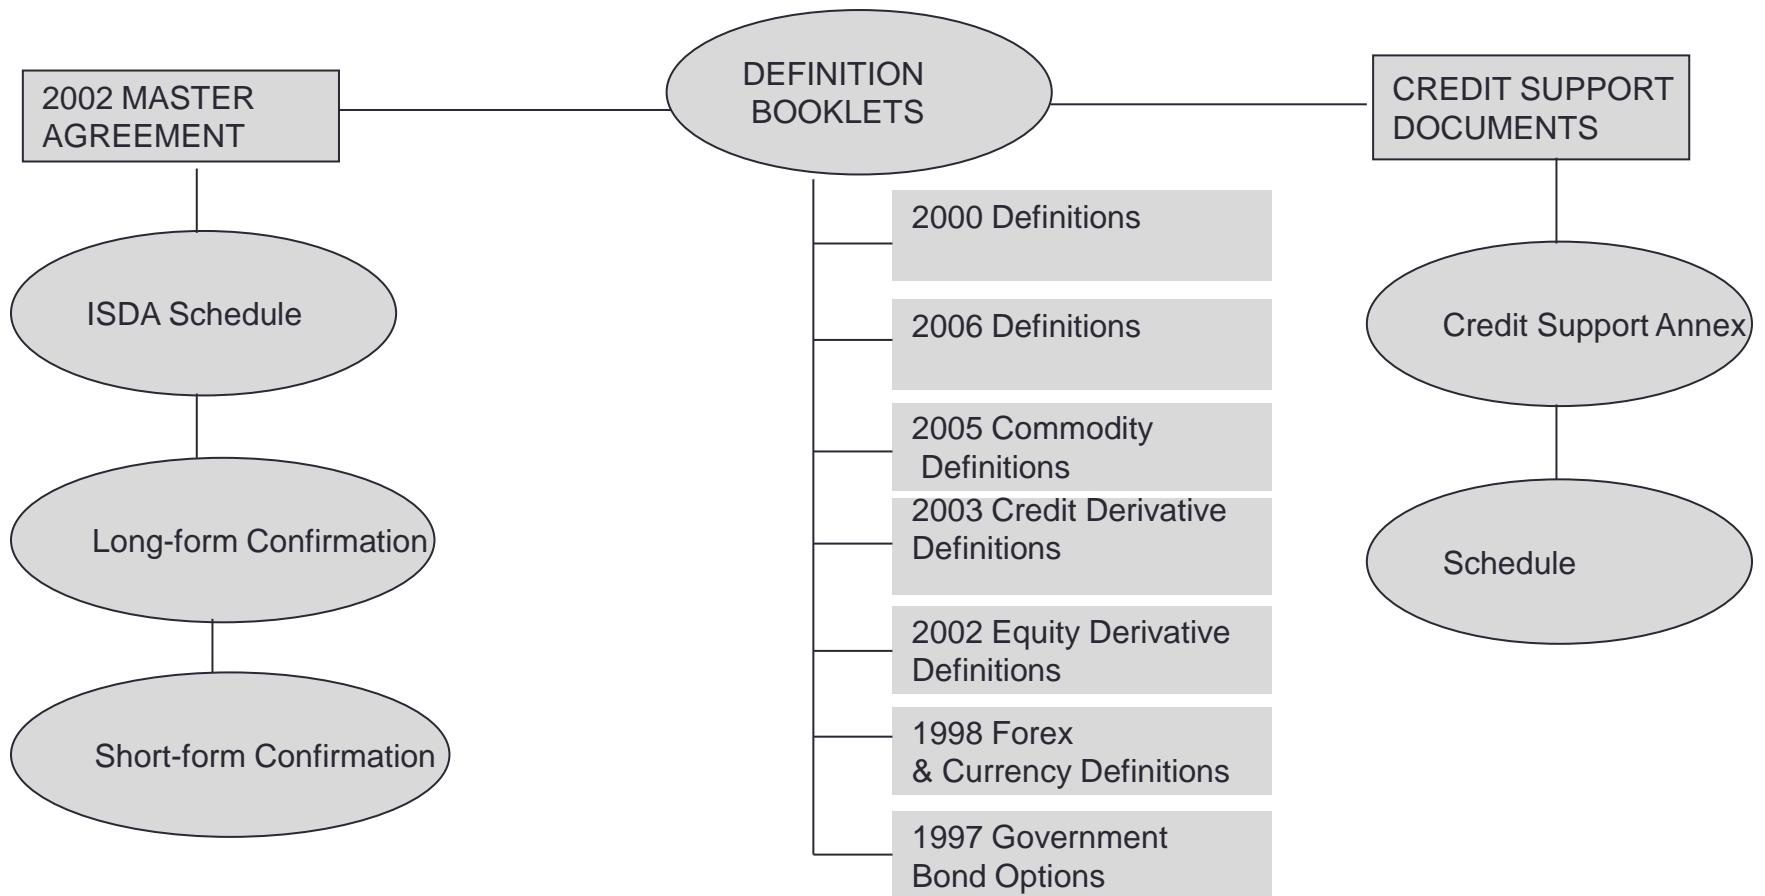 2002 MASTER
AGREEMENT
DEFINITION
BOOKLETS
CREDIT SUPPORT
DOCUMENTS
ISDA Schedule
Long-form Confirmation
Short-form Confirmation
2000 Definitions
2006 Definitions
2005 Commodity
Definitions
2003 Credit Derivative
Definitions
2002 Equity Derivative
Definitions
1998 Forex
& Currency Definitions
1997 Government
Bond Options
Credit Support Annex
Schedule